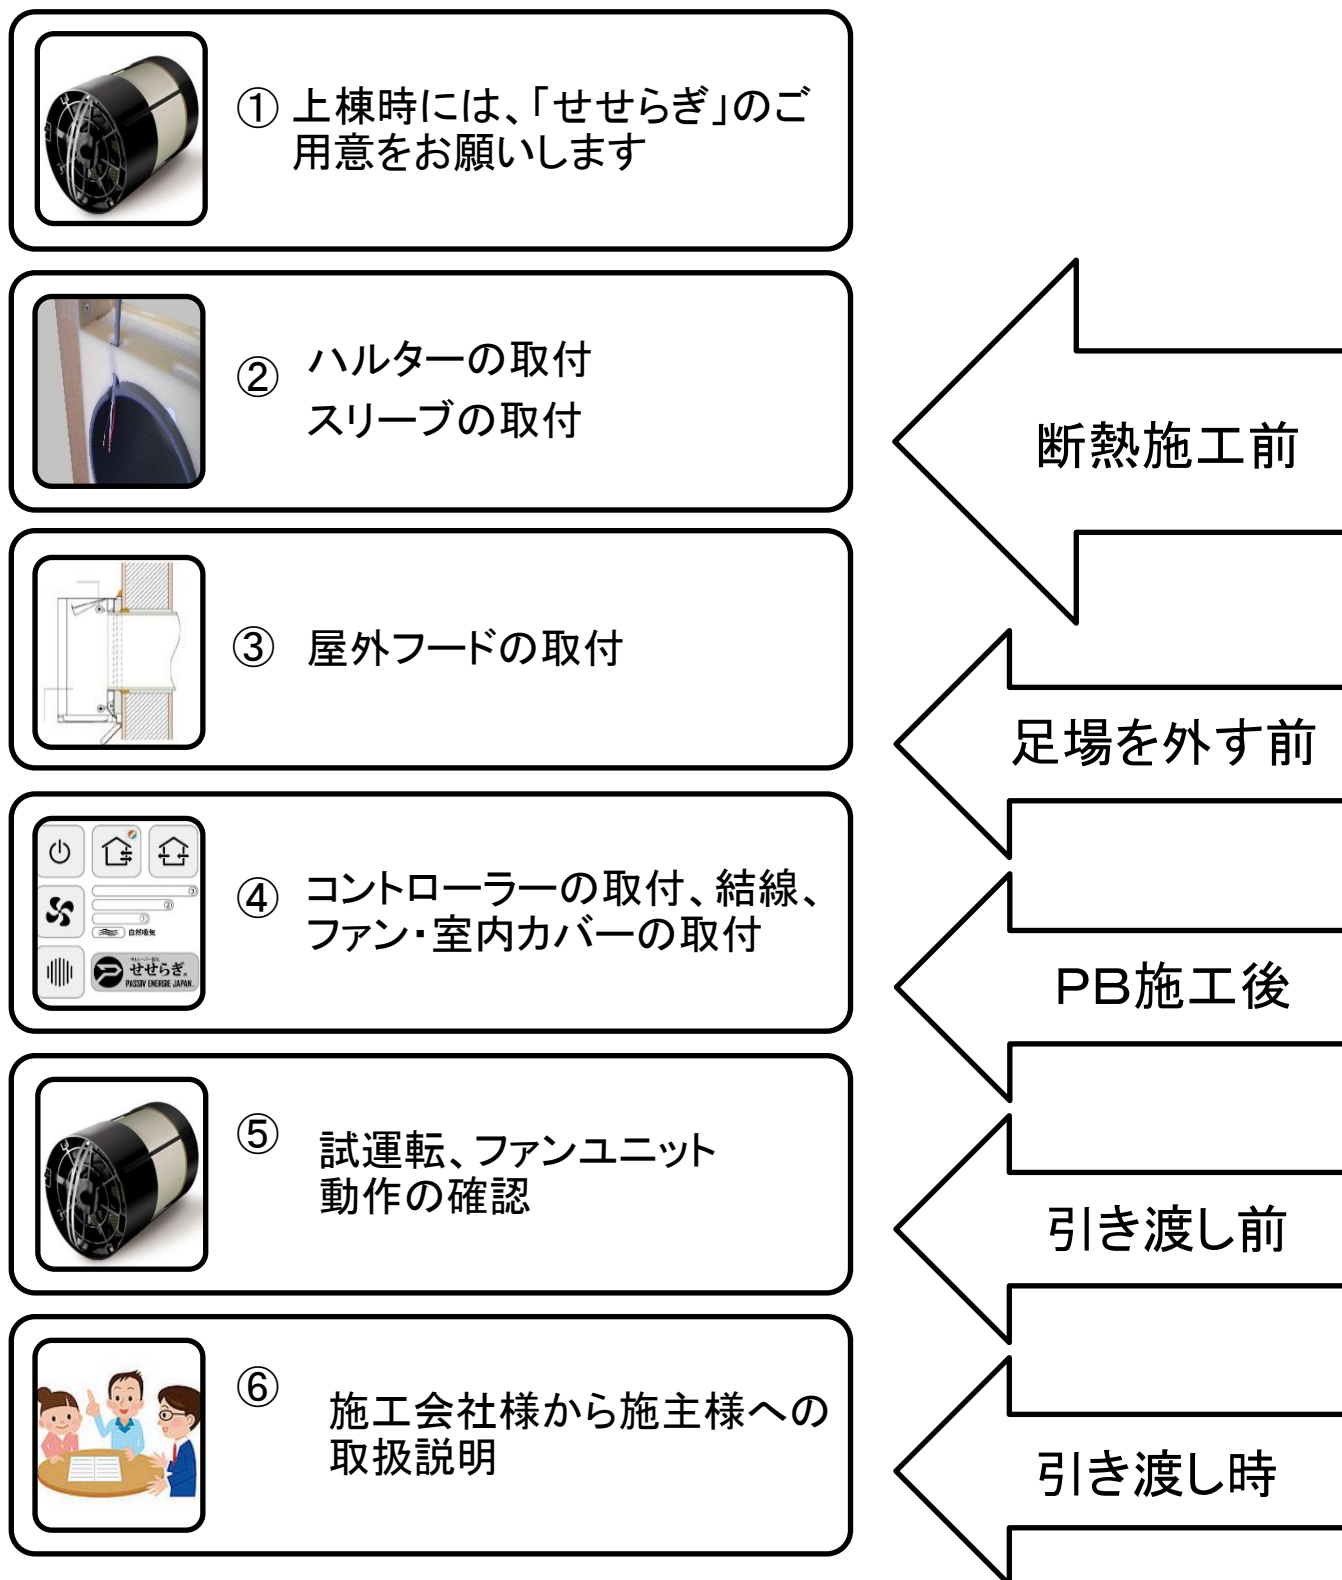 ① 上棟時には、「せせらぎ」のご
用意をお願いします
② ハルターの取付
スリーブの取付
断熱施工前
③ 屋外フードの取付
足場を外す前
④ コントローラーの取付、結線、
ファン・室内カバーの取付
③
②
①
自然吸気
せせらぎ®
PASSIV ENERGIE JAPAN
PB施工後
⑤ 試運転、ファンユニット
動作の確認
引き渡し前
⑥ 施工会社様から施主様への
取扱説明
引き渡し時